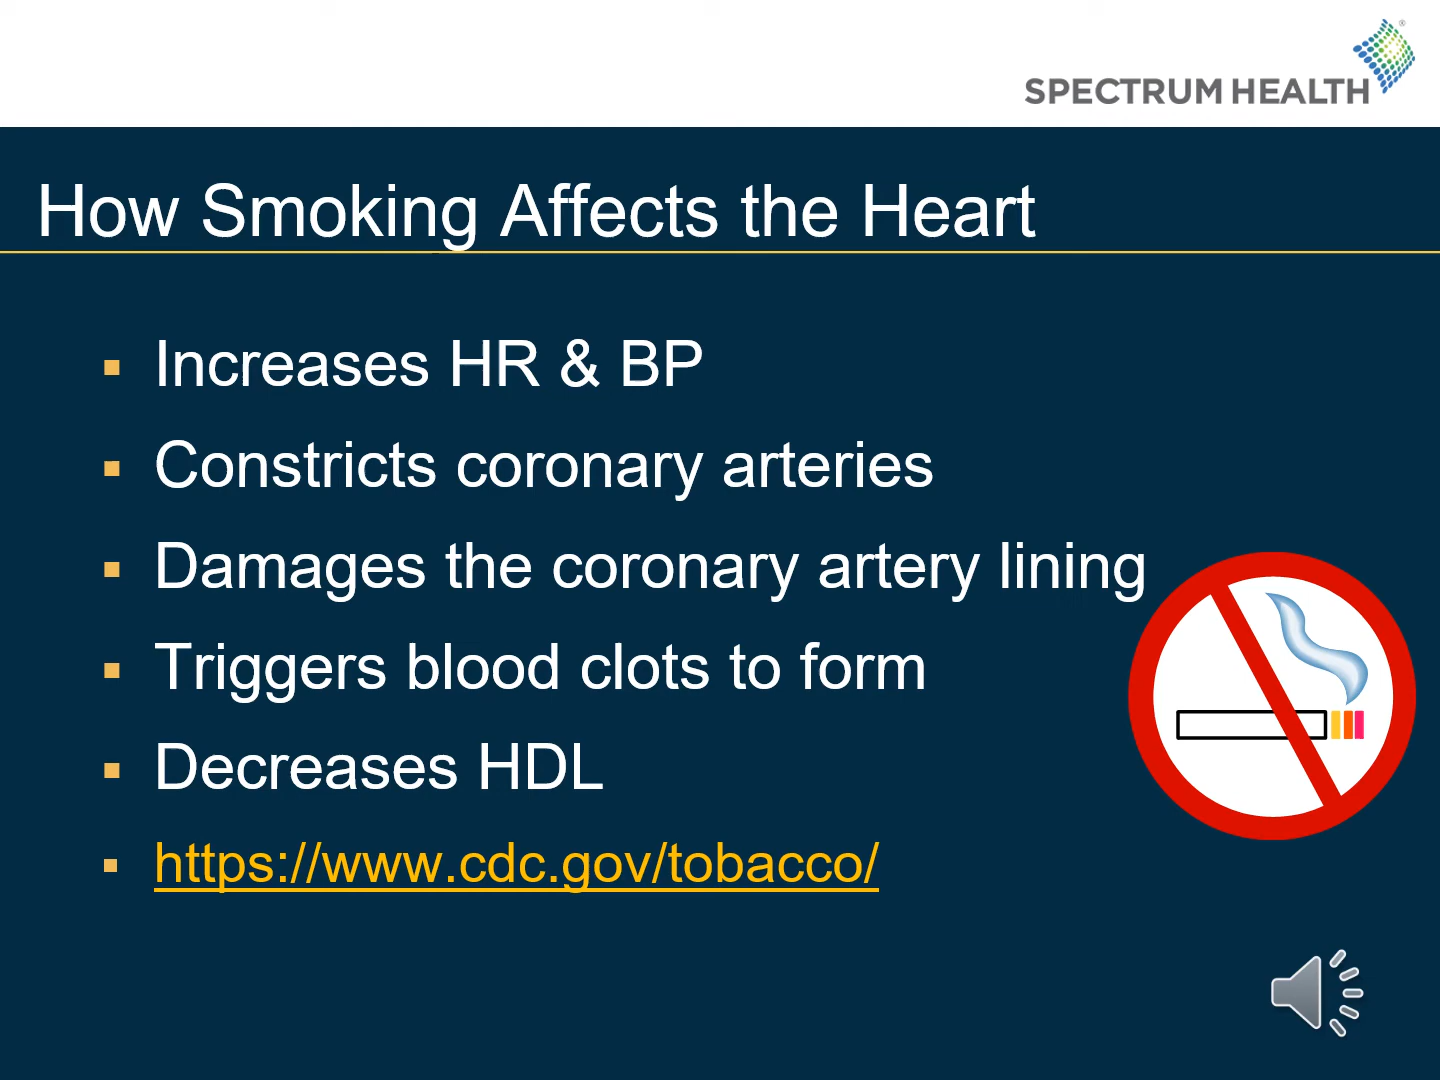 SPECTRUM HEALTH®
How Smoking Affects the Heart
▪ Increases HR & BP
▪ Constricts coronary arteries
▪ Damages the coronary artery lining
▪ Triggers blood clots to form
▪ Decreases HDL
▪ https://www.cdc.gov/tobacco/